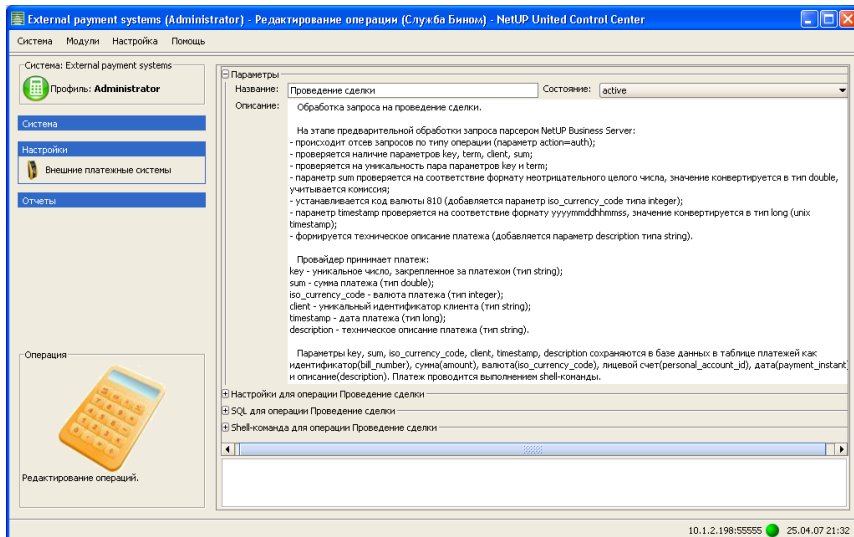 External payment systems (Administrator) - Редактирование операции (Служба Бином) - NetUP United Control Center
Система Модули Настройка Помощь
Система: External payment systems
Профиль: Administrator
Система
Настройки
Внешние платежные системы
Отчеты
Операция
Редактирование операций.
Параметры
Название: Проведение сделки Состояние: active
Описание: Обработка запроса на проведение сделки.
На этапе предварительной обработки запроса парсером NetUP Business Server:
- происходит отсев запросов по типу операции (параметр action=auth);
- проверяется наличие параметров key, term, client, sum;
- проверяется на уникальность пара параметров key и term;
- параметр sum проверяется на соответствие формату неотрицательного целого числа, значение конвертируется в тип double,
учитывается комиссия;
- устанавливается код валюты 810 (добавляется параметр iso_currency_code типа integer);
- параметр timestamp проверяется на соответствие формату yyyymmddhhmmss, значение конвертируется в тип long (unix
timestamp);
- формируется техническое описание платежа (добавляется параметр description типа string).
Провайдер принимает платеж:
key - уникальное число, закрепленное за платежом (тип string);
sum - сумма платежа (тип double);
iso_currency_code - валюта платежа (тип integer);
client - уникальный идентификатор клиента (тип string);
timestamp - дата платежа (тип long);
description - техническое описание платежа (тип string).
Параметры key, sum, iso_currency_code, client, timestamp, description сохраняются в базе данных в таблице платежей как
идентификатор(bill_number), сумма(amount), валюта(iso_currency_code), лицевой счет(personal_account_id), дата(payment_instant)
и описание(description). Платеж проводится выполнением shell-команды.
Настройки для операции Проведение сделки
SQL для операции Проведение сделки
Shell-команда для операции Проведение сделки
10.1.2.198:55555 25.04.07 21:32